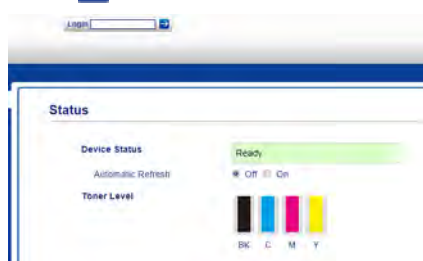 Login
Status
Device Status Ready
Automatic Refresh Off On
Toner Level
BK C M Y